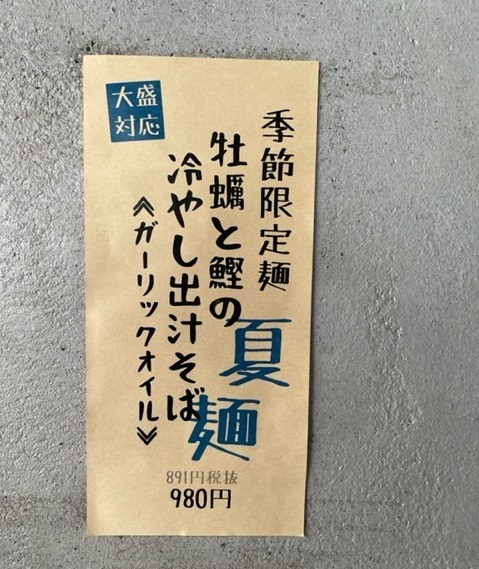 大盛
対応
季節限定麺
牡蠣と鰹の
冷やし出汁そば
《ガーリックオイル》
夏麺
891円税抜
980円